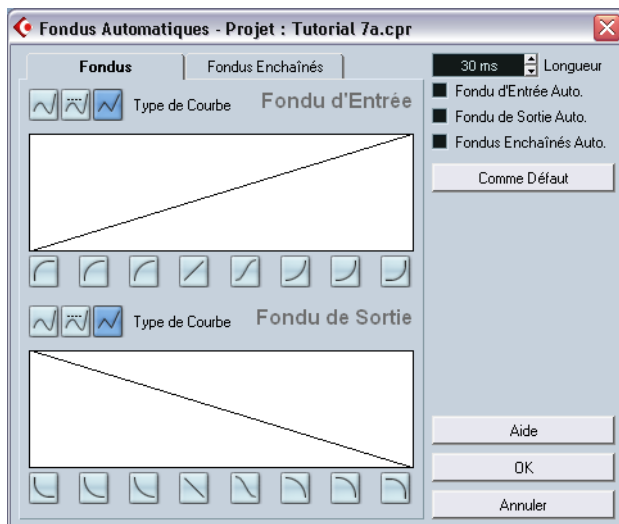 Fondus Automatiques - Projet : Tutorial 7a.cpr
Fondus
Fondus Enchaînés
Type de Courbe
Fondu d'Entrée
Type de Courbe
Fondu de Sortie
30 ms
Longueur
Fondu d'Entrée Auto.
Fondu de Sortie Auto.
Fondus Enchaînés Auto.
Comme Défaut
Aide
OK
Annuler